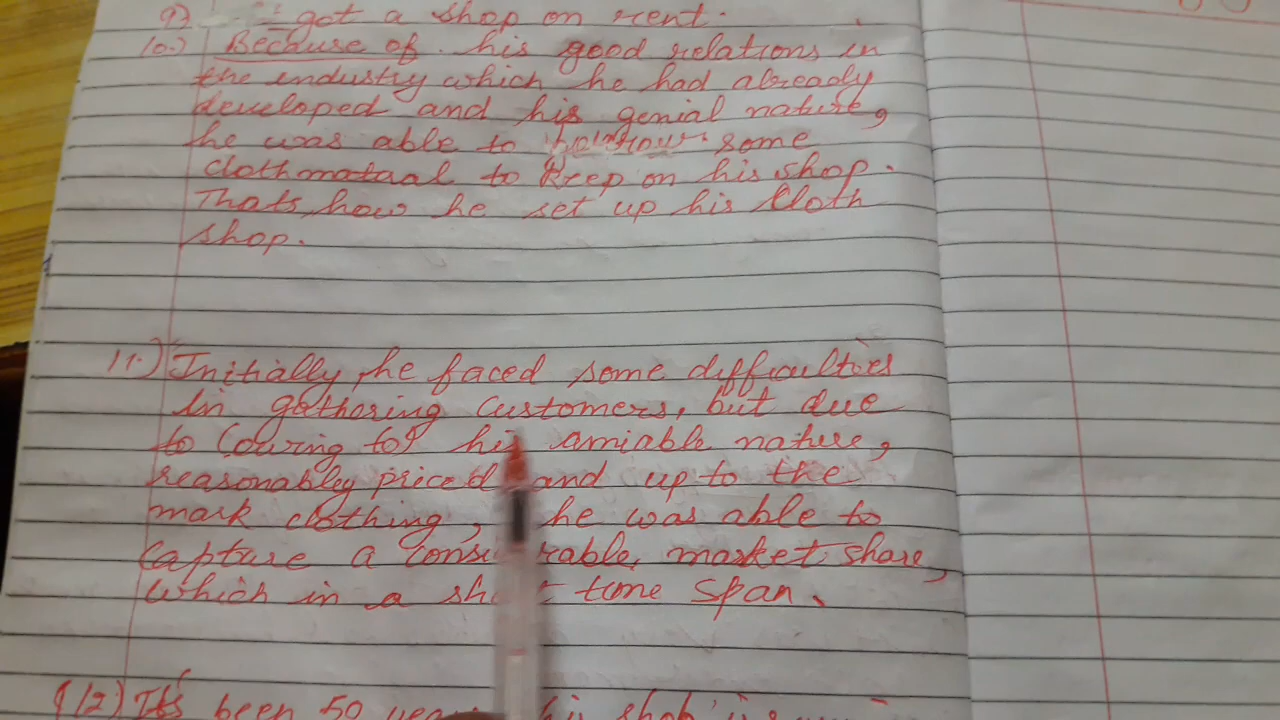 9) got a shop on rent.
10.) Because of his good relations in
the industry which he had already
developed and his genial nature,
he was able to some
cloth mataal to keep on his shop.
Thats how he set up his Cloth
shop.
11.) Initially, he faced some difficulties
in gathering customers, but due
to his amiable nature,
reasonably priced and up to the
mark clothing, he was able to
capture a market share,
which in a time span.
12) It's been 50 his shop